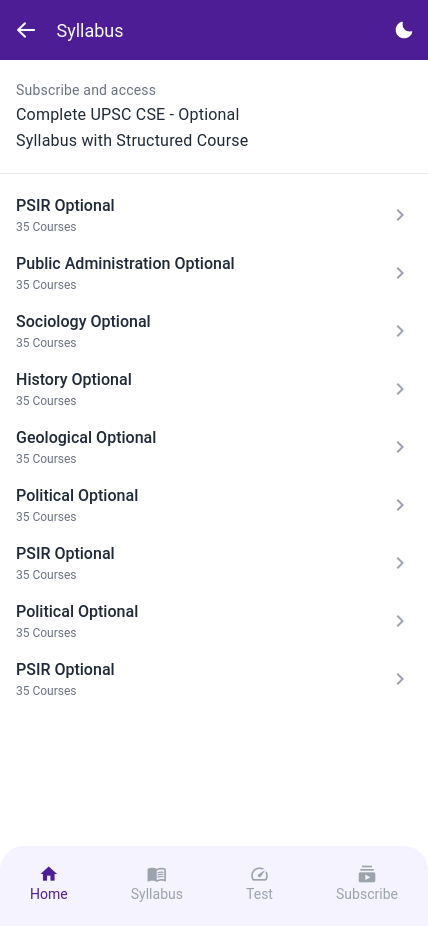 Syllabus
Subscribe and access
Complete UPSC CSE - Optional
Syllabus with Structured Course
PSIR Optional
35 Courses
Public Administration Optional
35 Courses
Sociology Optional
35 Courses
History Optional
35 Courses
Geological Optional
35 Courses
Political Optional
35 Courses
PSIR Optional
35 Courses
Political Optional
35 Courses
PSIR Optional
35 Courses
Home Syllabus Test Subscribe